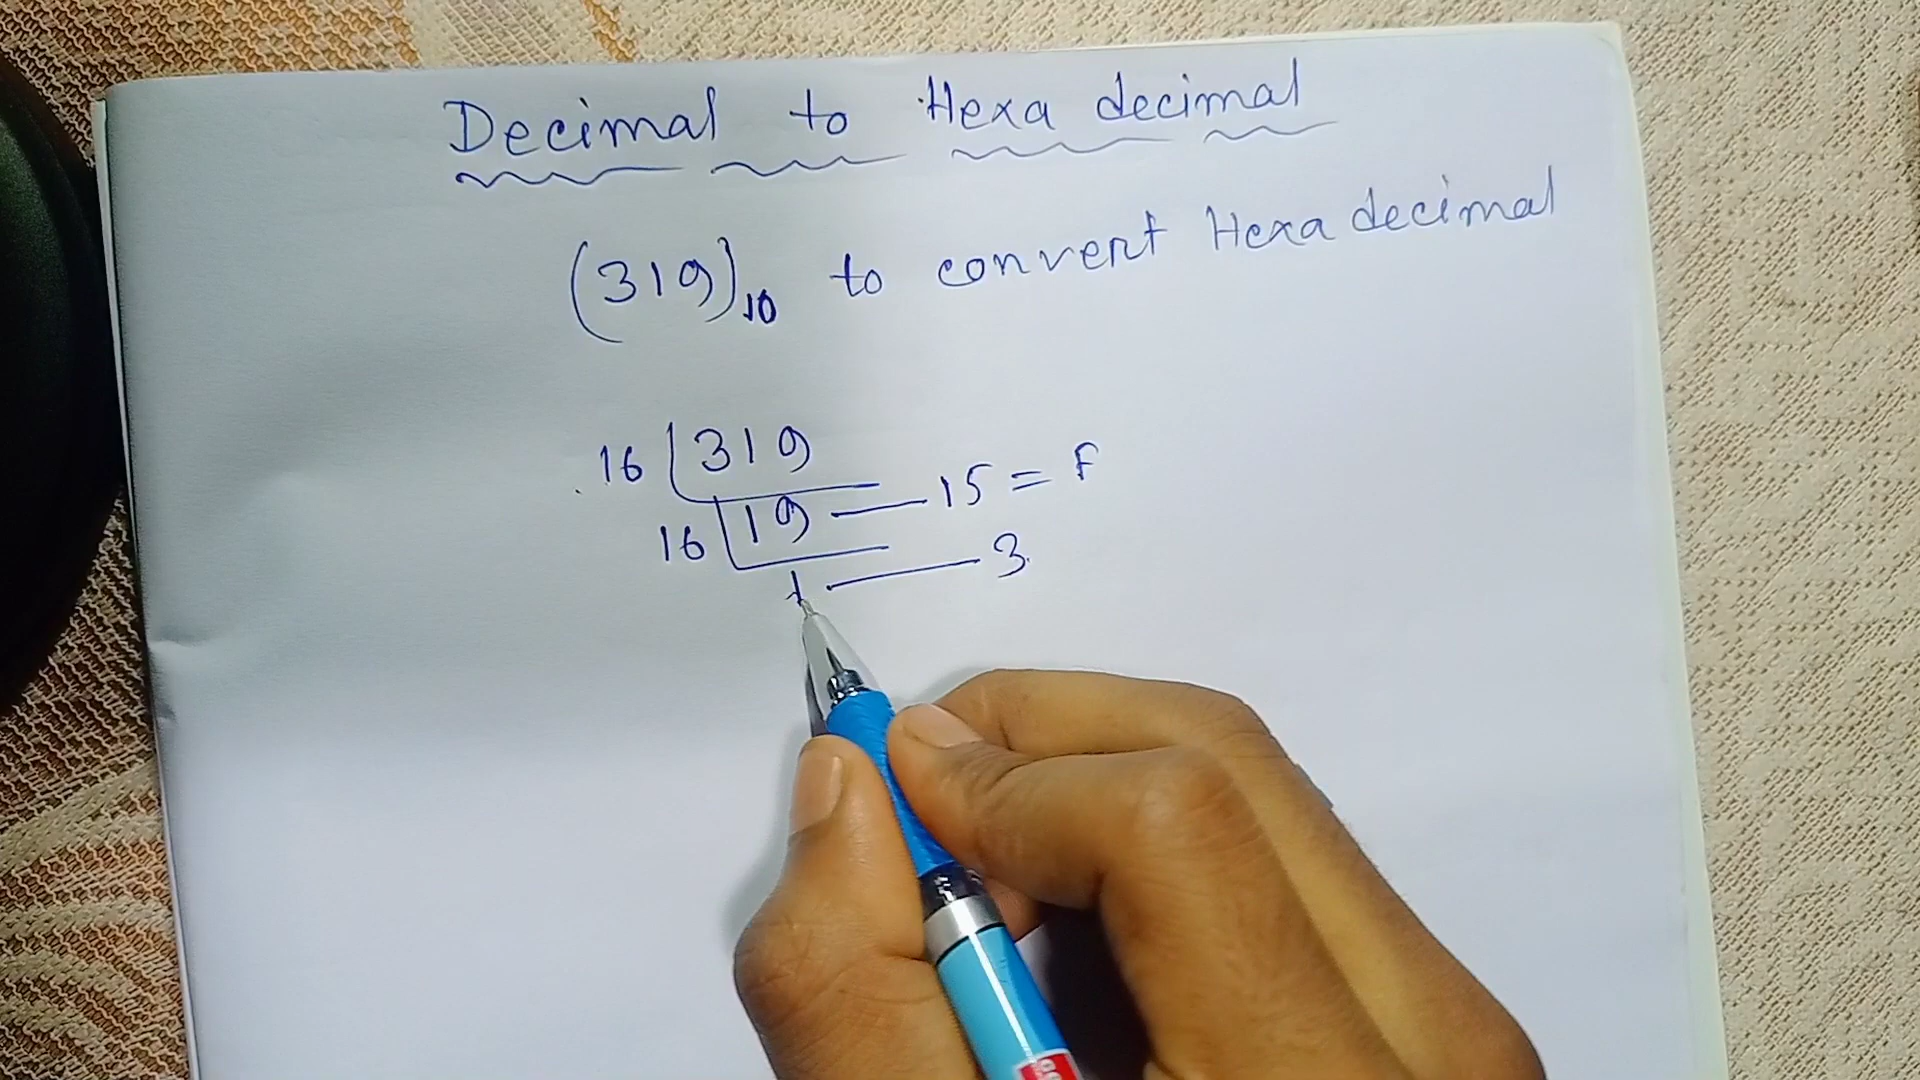 Decimal to Hexa decimal
(319)10 to convert Hexa decimal
16 319
16 19 — 15 = F
1 — 3